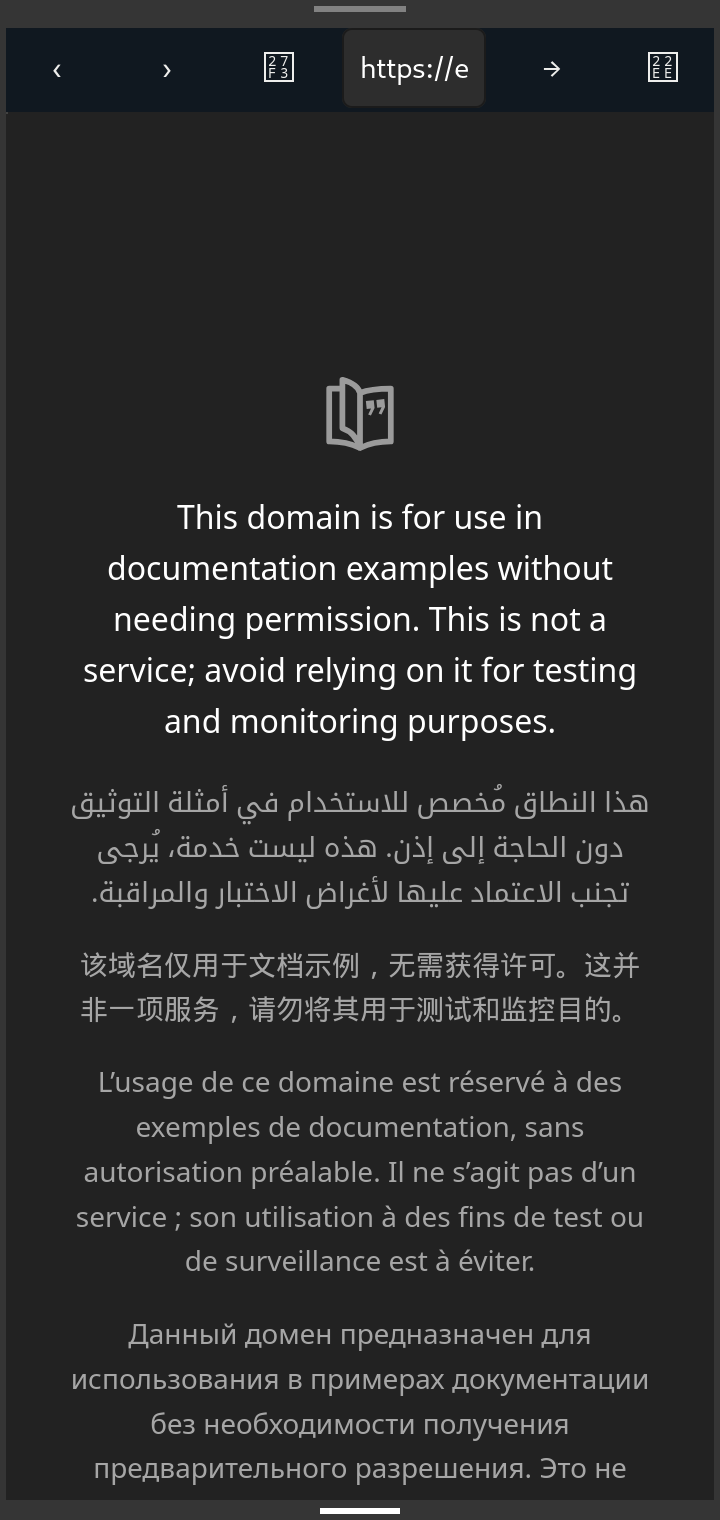 ‹ › https://e →
This domain is for use in
documentation examples without
needing permission. This is not a
service; avoid relying on it for testing
and monitoring purposes.
هذا النطاق مُخصص للاستخدام في أمثلة التوثيق
دون الحاجة إلى إذن. هذه ليست خدمة، يُرجى
تجنب الاعتماد عليها لأغراض الاختبار والمراقبة.
该域名仅用于文档示例，无需获得许可。这并
非一项服务，请勿将其用于测试和监控目的。
L’usage de ce domaine est réservé à des
exemples de documentation, sans
autorisation préalable. Il ne s’agit pas d’un
service ; son utilisation à des fins de test ou
de surveillance est à éviter.
Данный домен предназначен для
использования в примерах документации
без необходимости получения
предварительного разрешения. Это не